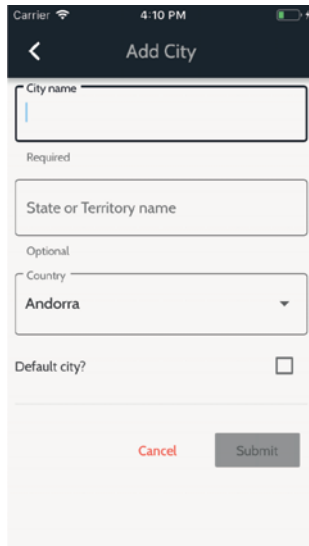 Carrier 4:10 PM
Add City
City name
Required
State or Territory name
Optional
Country
Andorra
Default city?
Cancel Submit